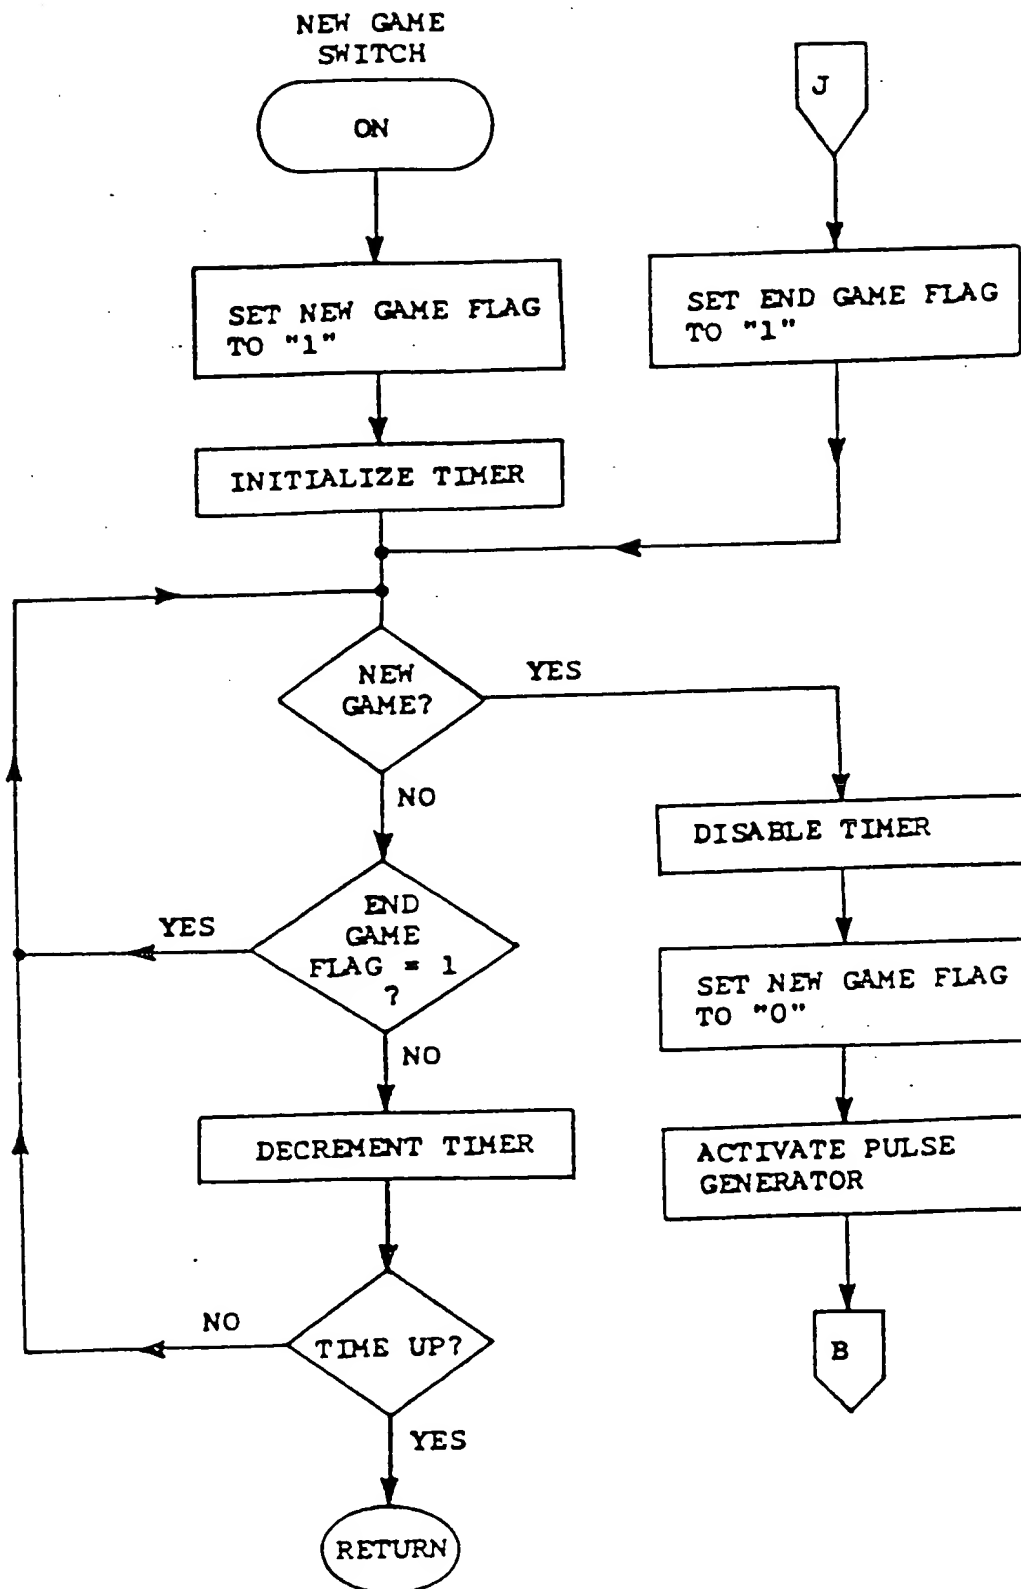 NEW GAME
SWITCH
ON
J
SET NEW GAME FLAG
TO "1"
SET END GAME FLAG
TO "1"
INITIALIZE TIMER
NEW
GAME?
YES
NO
DISABLE TIMER
END
GAME
FLAG = 1
?
YES
NO
SET NEW GAME FLAG
TO "0"
DECREMENT TIMER
ACTIVATE PULSE
GENERATOR
TIME UP?
NO
YES
B
RETURN